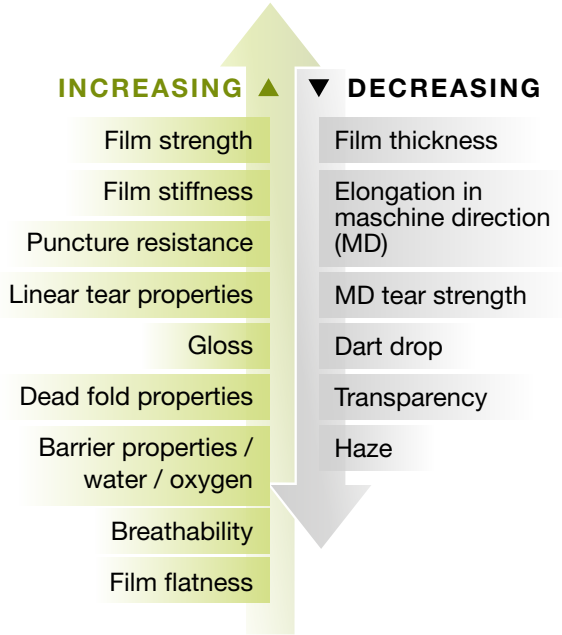 INCREASING ▲
Film strength
Film stiffness
Puncture resistance
Linear tear properties
Gloss
Dead fold properties
Barrier properties /
water / oxygen
Breathability
Film flatness
▼ DECREASING
Film thickness
Elongation in
maschine direction
(MD)
MD tear strength
Dart drop
Transparency
Haze